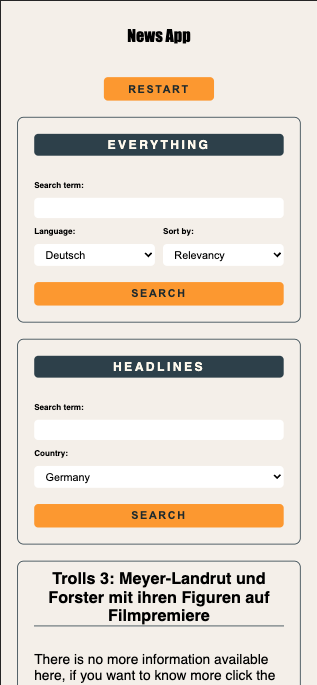 News App
RESTART
EVERYTHING
Search term:
Language: Sort by:
Deutsch Relevancy
SEARCH
HEADLINES
Search term:
Country:
Germany
SEARCH
Trolls 3: Meyer-Landrut und
Forster mit ihren Figuren auf
Filmpremiere
There is no more information available
here, if you want to know more click the